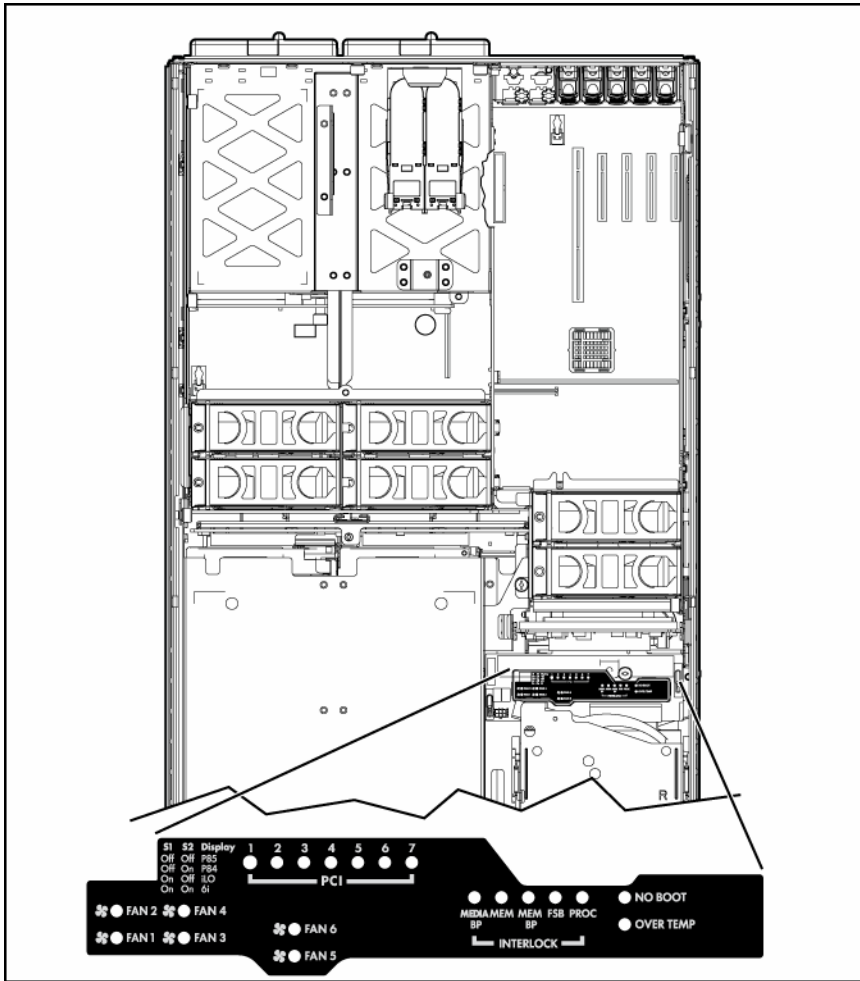 R
S1 S2 Display
Off Off P85
Off On P84
On Off iLO
On On 6i
1 2 3 4 5 6 7
PCI
FAN 2 FAN 4
FAN 1 FAN 3
FAN 6
FAN 5
MEDIA BP MEM MEM BP FSB PROC
INTERLOCK
NO BOOT
OVER TEMP